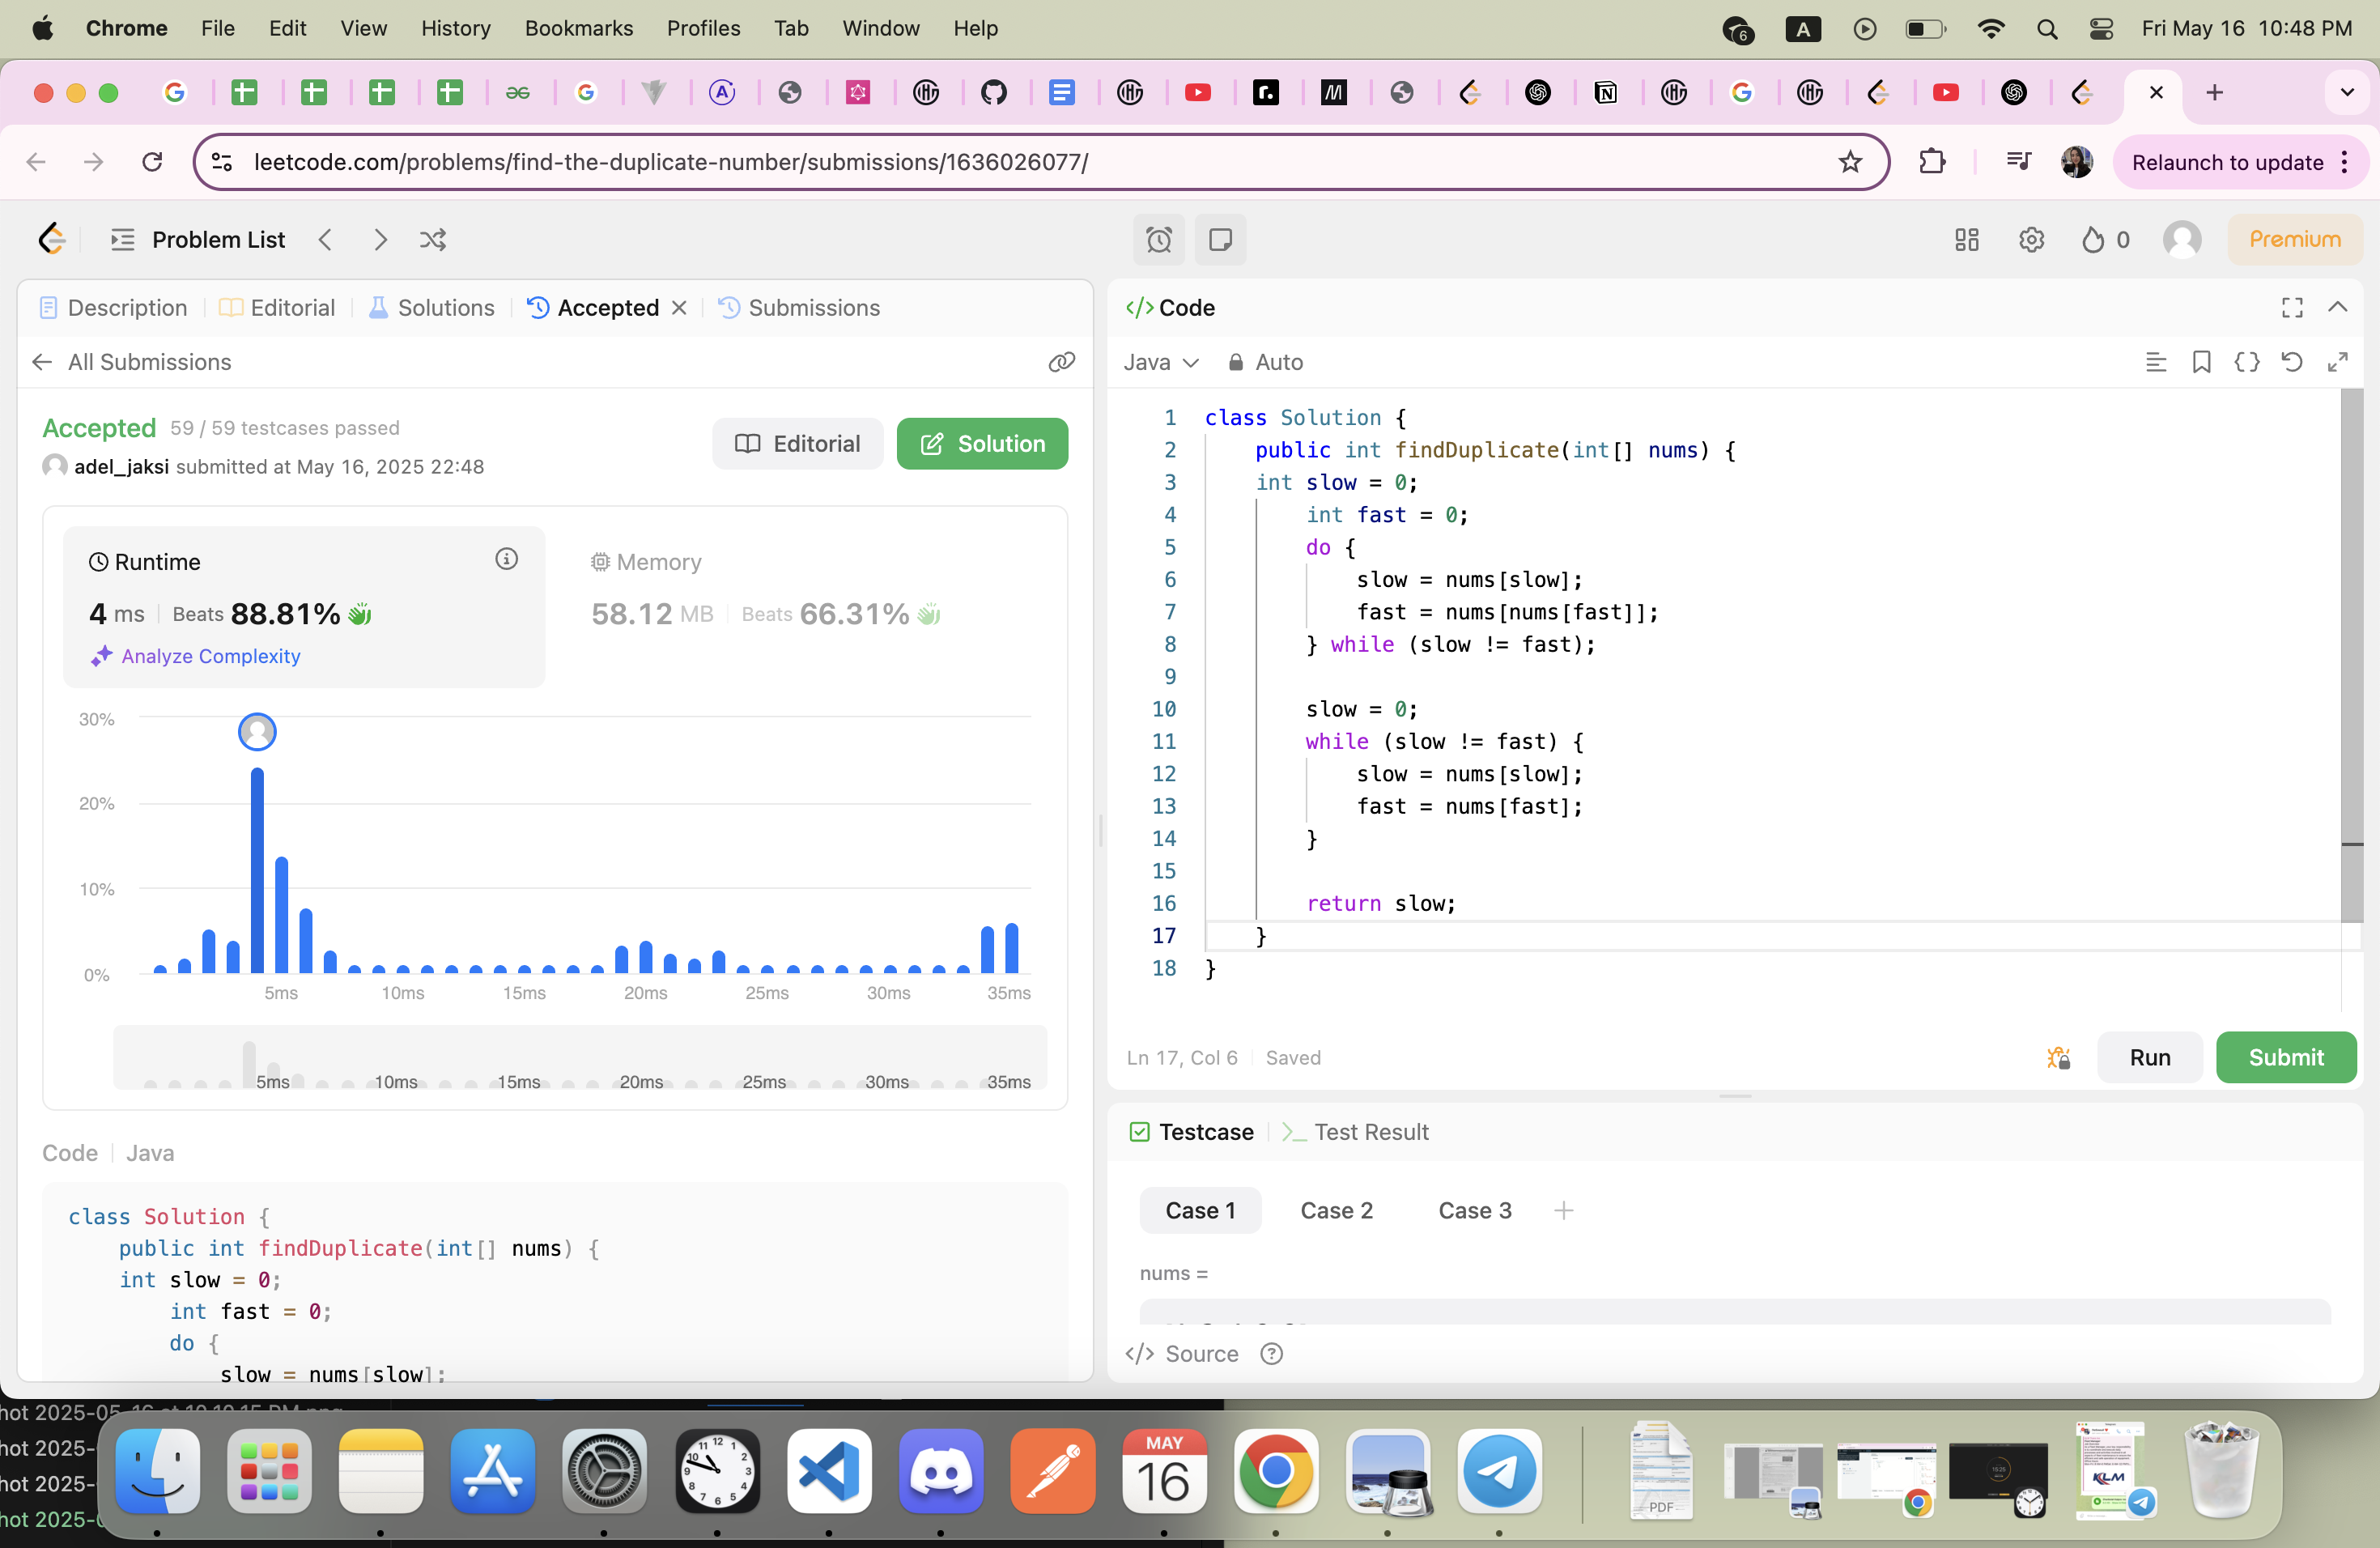 Chrome File Edit View History Bookmarks Profiles Tab Window Help 6 A Fri May 16 10:48 PM
leetcode.com/problems/find-the-duplicate-number/submissions/1636026077/ Relaunch to update
Problem List 0 Premium
Description Editorial Solutions Accepted Submissions
All Submissions
Accepted 59 / 59 testcases passed
adel_jaksi submitted at May 16, 2025 22:48
Editorial Solution
Runtime Memory
4 ms Beats 88.81% 58.12 MB Beats 66.31%
Analyze Complexity
30%
20%
10%
0%
5ms 10ms 15ms 20ms 25ms 30ms 35ms
5ms 10ms 15ms 20ms 25ms 30ms 35ms
Code Java
class Solution {
public int findDuplicate(int[] nums) {
int slow = 0;
int fast = 0;
do {
slow = nums[slow];
</> Code
Java Auto
1 class Solution {
2 public int findDuplicate(int[] nums) {
3 int slow = 0;
4 int fast = 0;
5 do {
6 slow = nums[slow];
7 fast = nums[nums[fast]];
8 } while (slow != fast);
9
10 slow = 0;
11 while (slow != fast) {
12 slow = nums[slow];
13 fast = nums[fast];
14 }
15
16 return slow;
17 }
18 }
Ln 17, Col 6 Saved Run Submit
Testcase Test Result
Case 1 Case 2 Case 3
nums =
</> Source
hot 2025-05-16 at 10.10.15 PM.png
hot 2025-
hot 2025-
hot 2025-0
MAY
16
PDF
KLM